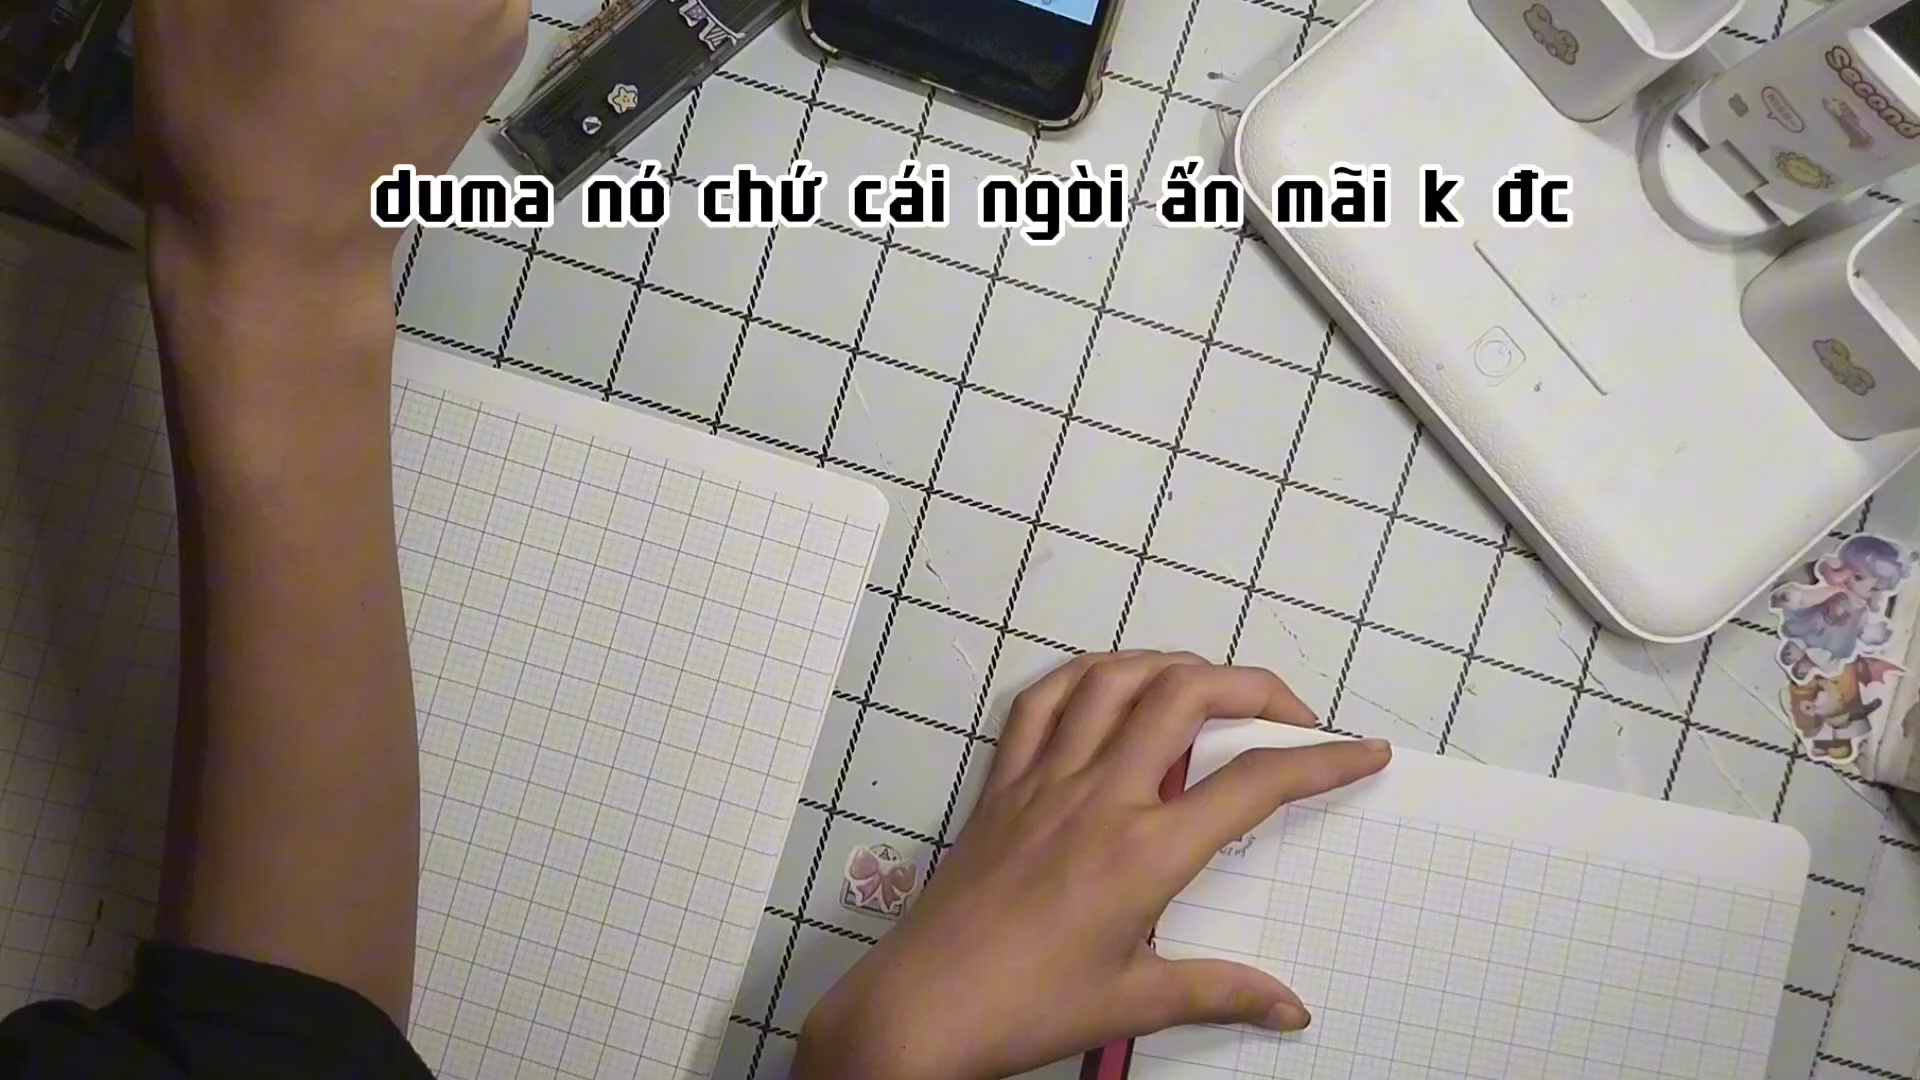 duma nó chứ cái ngòi ấn mãi k đc
Second